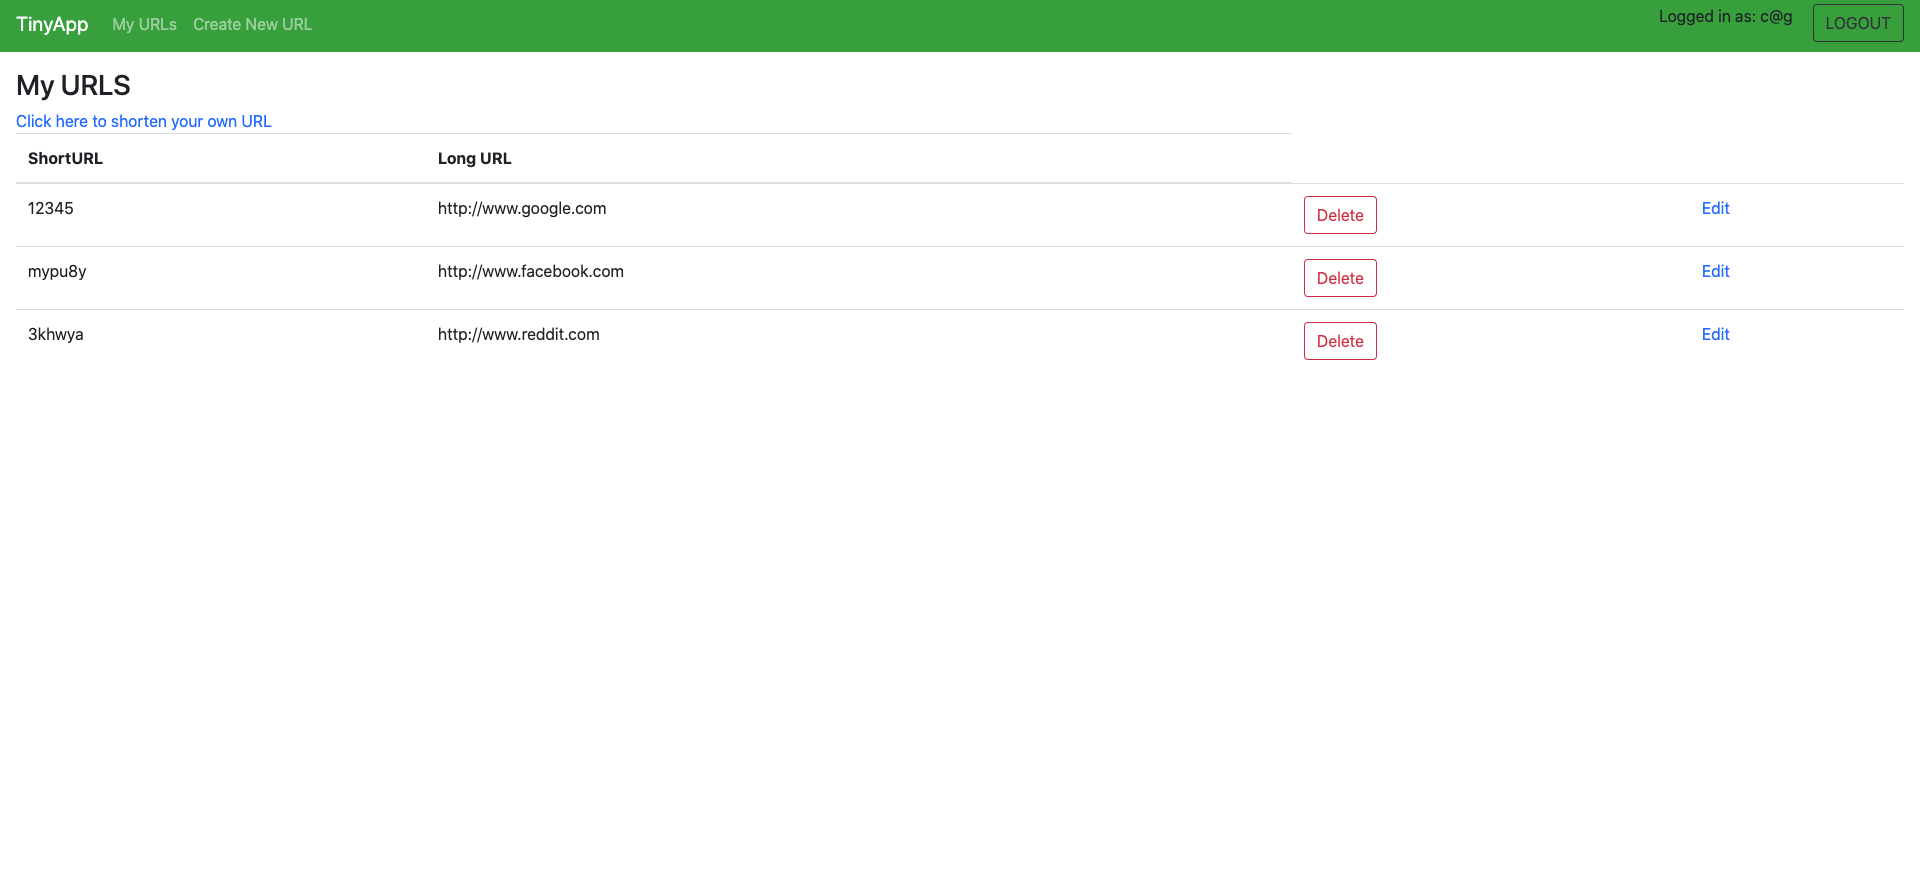 TinyApp My URLs Create New URL Logged in as: c@g LOGOUT
My URLS
Click here to shorten your own URL
ShortURL Long URL
12345 http://www.google.com Delete Edit
mypu8y http://www.facebook.com Delete Edit
3khwya http://www.reddit.com Delete Edit